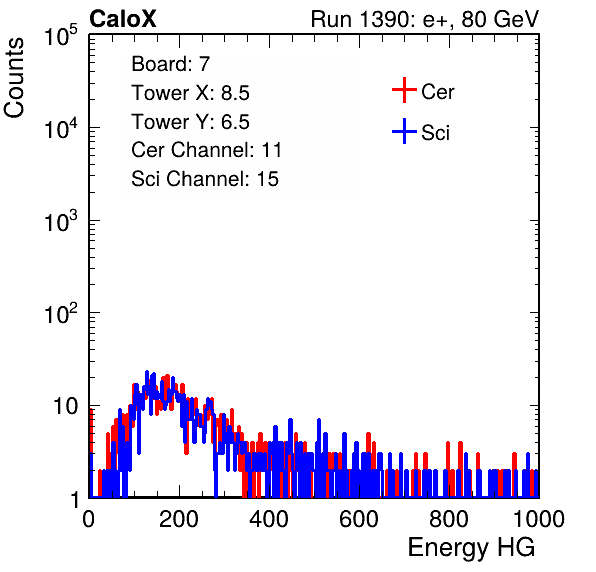 CaloX Run 1390: e+, 80 GeV
Counts
Board: 7
Tower X: 8.5
Tower Y: 6.5
Cer Channel: 11
Sci Channel: 15
Cer
Sci
10^5
10^4
10^3
10^2
10
1
0 200 400 600 800 1000
Energy HG